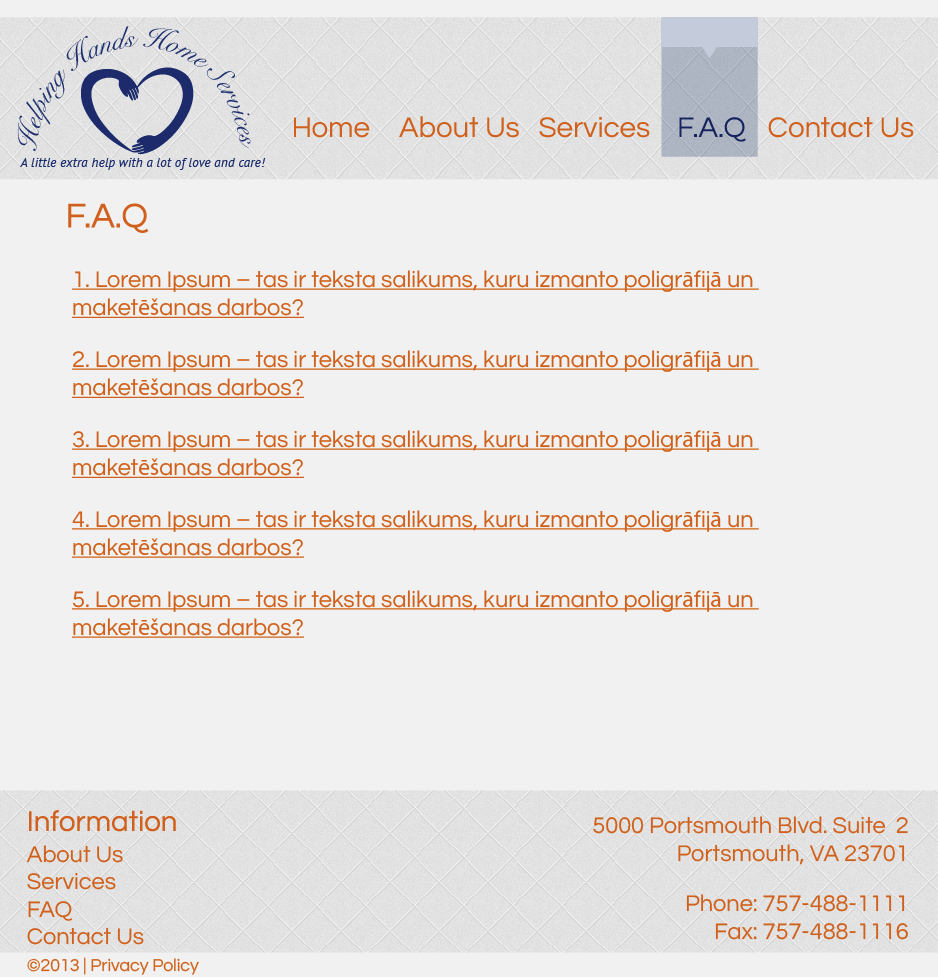 Helping Hands Home Services
A little extra help with a lot of love and care!
Home About Us Services F.A.Q Contact Us
F.A.Q
1. Lorem Ipsum – tas ir teksta salikums, kuru izmanto poligrāfijā un
maketēšanas darbos?
2. Lorem Ipsum – tas ir teksta salikums, kuru izmanto poligrāfijā un
maketēšanas darbos?
3. Lorem Ipsum – tas ir teksta salikums, kuru izmanto poligrāfijā un
maketēšanas darbos?
4. Lorem Ipsum – tas ir teksta salikums, kuru izmanto poligrāfijā un
maketēšanas darbos?
5. Lorem Ipsum – tas ir teksta salikums, kuru izmanto poligrāfijā un
maketēšanas darbos?
Information
About Us
Services
FAQ
Contact Us
©2013 | Privacy Policy
5000 Portsmouth Blvd. Suite 2
Portsmouth, VA 23701
Phone: 757-488-1111
Fax: 757-488-1116